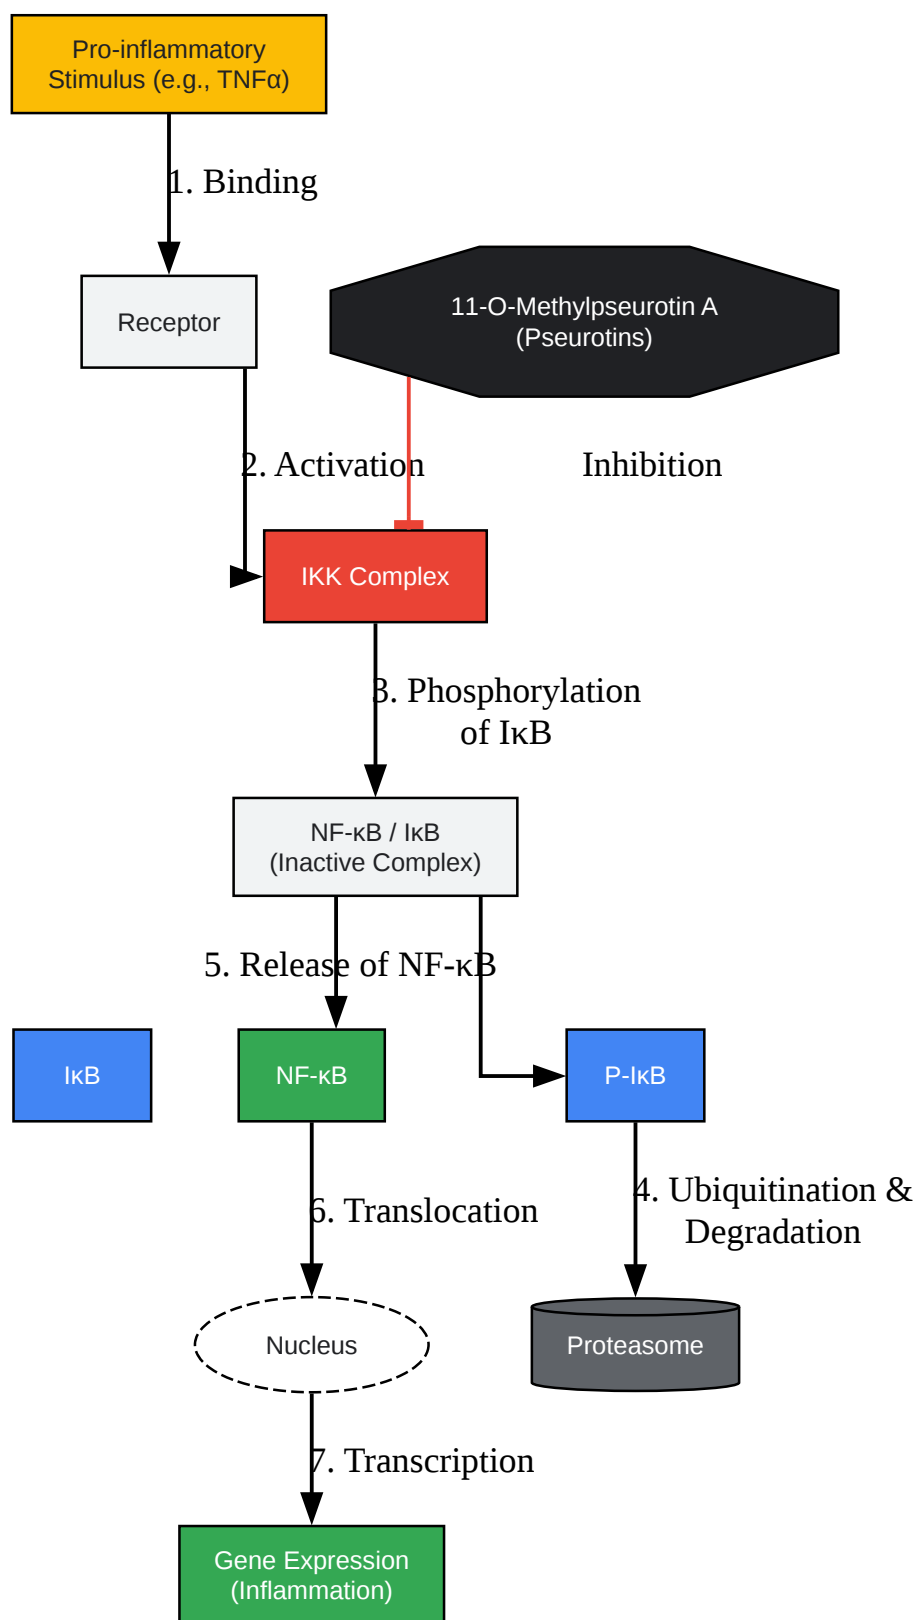 Pro-inflammatory
Stimulus (e.g., TNFα)
1. Binding
Receptor
11-O-Methylpseurotin A
(Pseurotins)
2. Activation
Inhibition
IKK Complex
3. Phosphorylation
of IκB
NF-κB / IκB
(Inactive Complex)
5. Release of NF-κB
IκB
NF-κB
P-IκB
6. Translocation
4. Ubiquitination &
Degradation
Nucleus
Proteasome
7. Transcription
Gene Expression
(Inflammation)